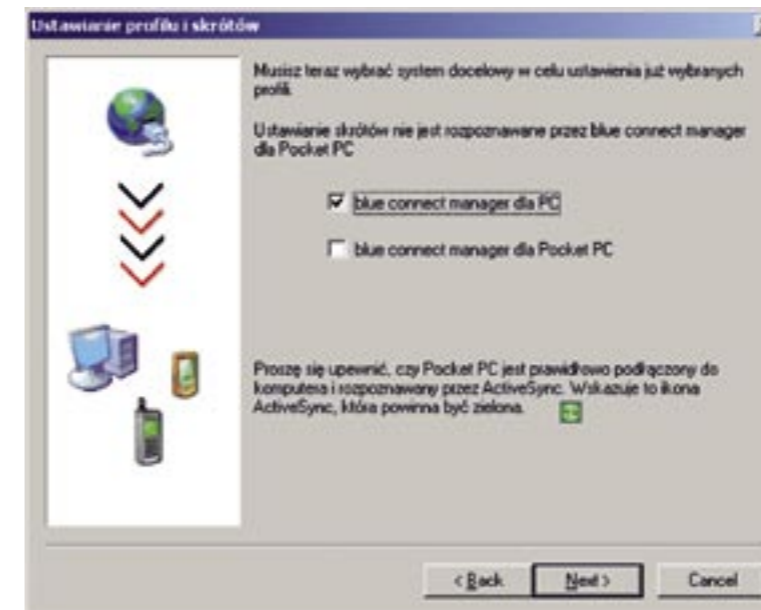 Ustawianie profilu i skrótów
Musisz teraz wybrać system docelowy w celu ustawienia już wybranych
profili.
Ustawianie skrótów nie jest rozpoznawane przez blue connect manager
dla Pocket PC
blue connect manager dla PC
blue connect manager dla Pocket PC
Proszę się upewnić, czy Pocket PC jest prawidłowo podłączony do
komputera i rozpoznawany przez ActiveSync. Wskazuje to ikona
ActiveSync, która powinna być zielona.
< Back
Next >
Cancel